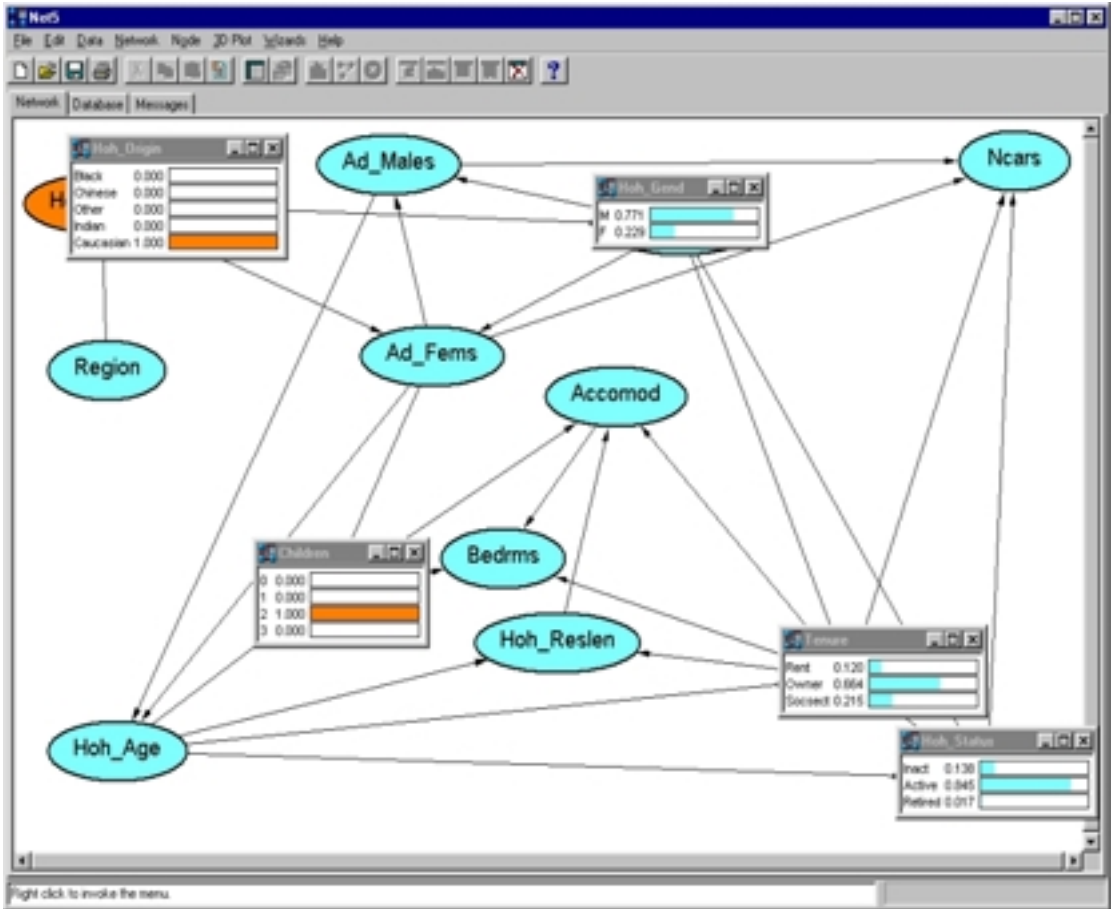 Net5
File Edit Data Network Node 3D Plot Wizards Help
Network Database Messages
Hoh_Origin
Black 0.000
Chinese 0.000
Other 0.000
Indian 0.000
Caucasian 1.000
H
Ad_Males
Hoh_Gend
M 0.771
F 0.229
Ncars
Region
Ad_Fems
Accomod
Children
0 0.000
1 0.000
2 1.000
3 0.000
Bedrms
Hoh_Reslen
Tenure
Rent 0.120
Owner 0.664
Socsect 0.215
Hoh_Age
Hoh_Status
Inact 0.138
Active 0.845
Retired 0.017
Right click to invoke the menu.